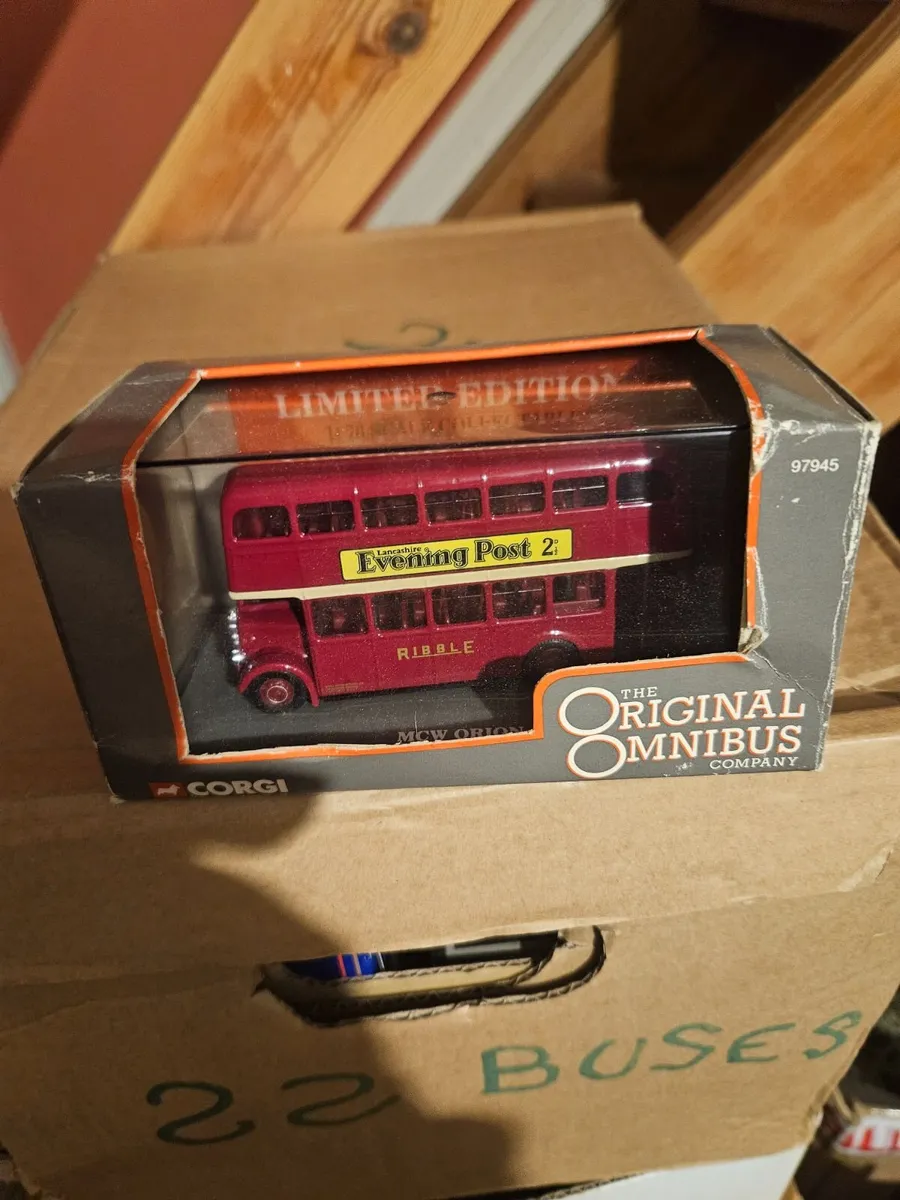 LIMITED EDITION
97945
Lancashire
Evening Post 2D
RIBBLE
MCW ORION
THE
ORIGINAL
OMNIBUS
COMPANY
CORGI
22 BUSES